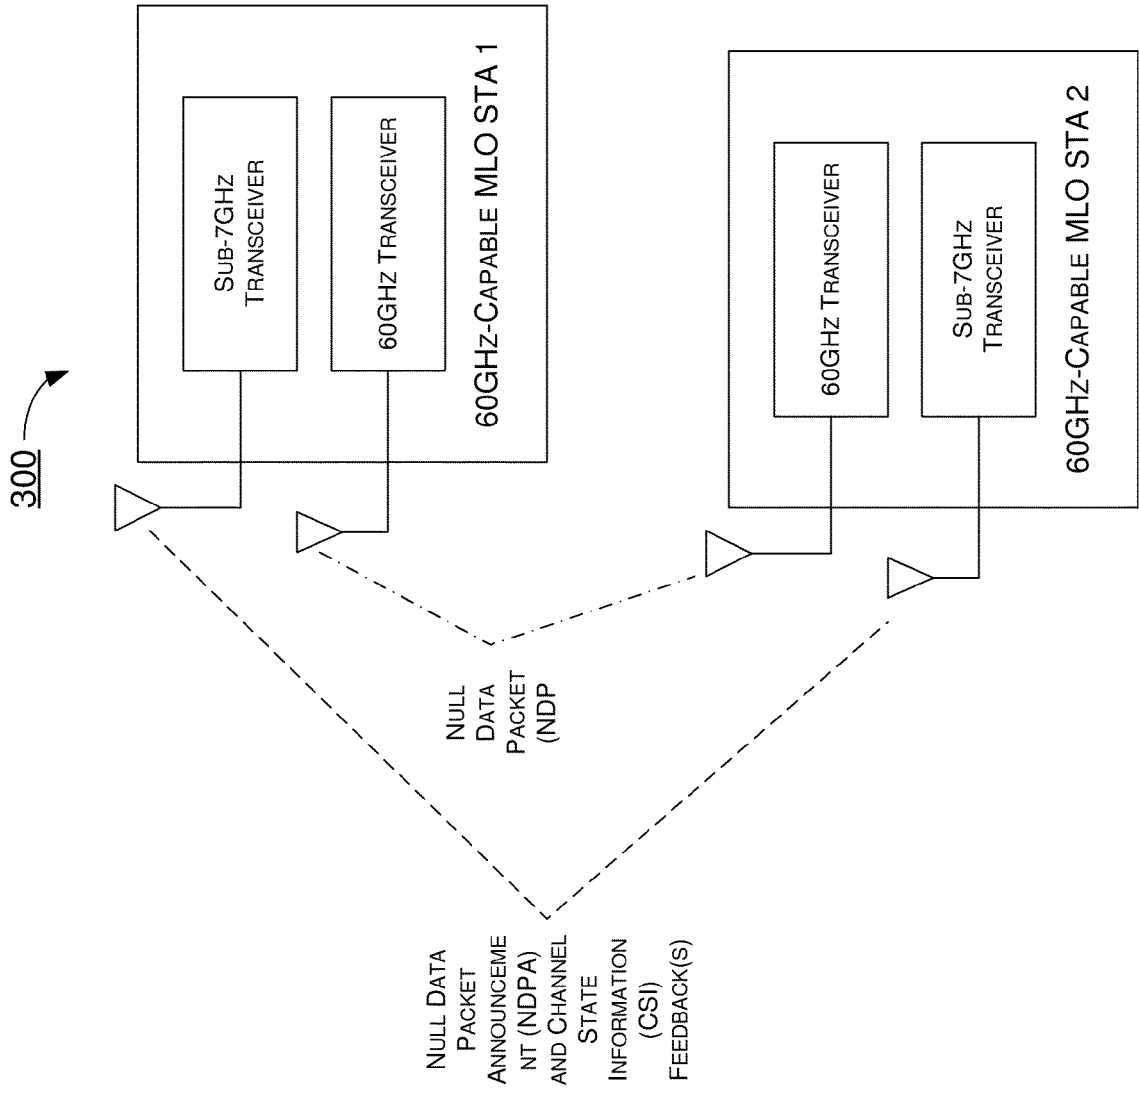 300
SUB-7GHZ
TRANSCEIVER
60GHZ TRANSCEIVER
60GHZ-CAPABLE MLO STA 1
NULL
DATA
PACKET
(NDP
60GHZ TRANSCEIVER
SUB-7GHZ
TRANSCEIVER
60GHZ-CAPABLE MLO STA 2
NULL DATA
PACKET
ANNOUNCEME
NT (NDPA)
AND CHANNEL
STATE
INFORMATION
(CSI)
FEEDBACK(S)